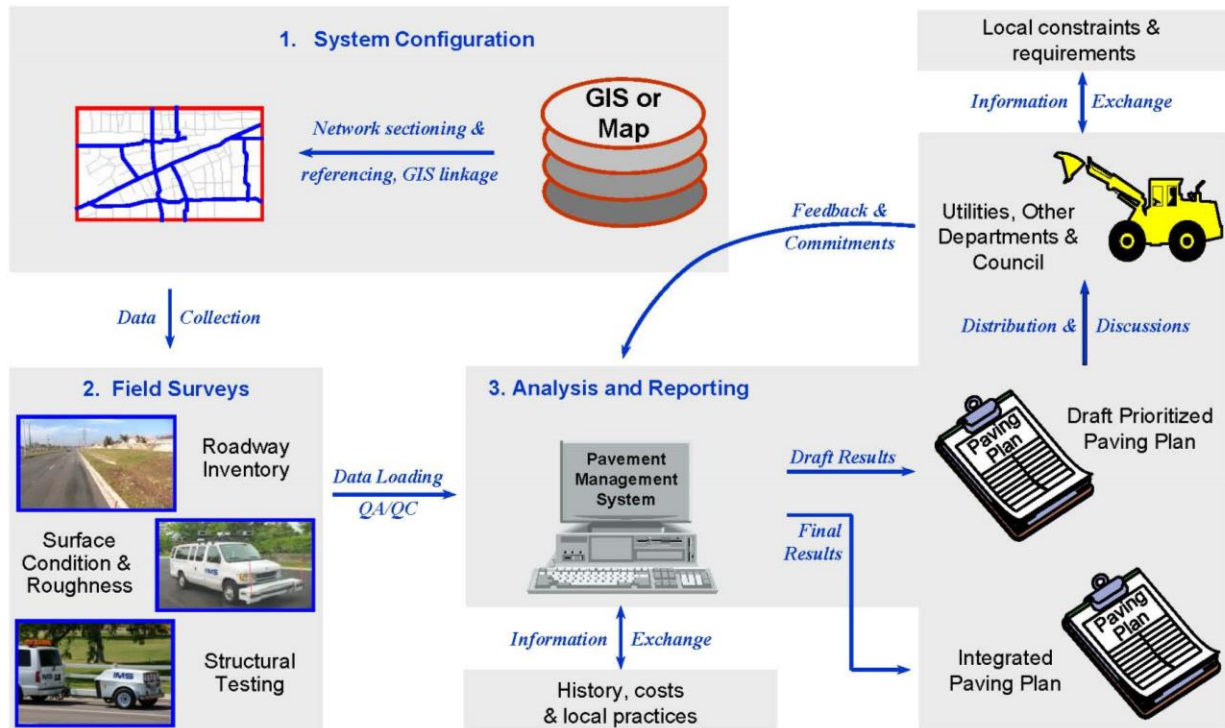 1. System Configuration
GIS or
Map
Network sectioning &
referencing, GIS linkage
Local constraints &
requirements
Information Exchange
Utilities, Other
Departments &
Council
Feedback &
Commitments
Distribution & Discussions
Data Collection
2. Field Surveys
Roadway
Inventory
Surface
Condition &
Roughness
IMS
Structural
Testing
IMS
IMS
Data Loading
QA/QC
3. Analysis and Reporting
Pavement
Management
System
Draft Results
Final
Results
Paving
Plan
Draft Prioritized
Paving Plan
Paving
Plan
Integrated
Paving Plan
Information Exchange
History, costs
& local practices